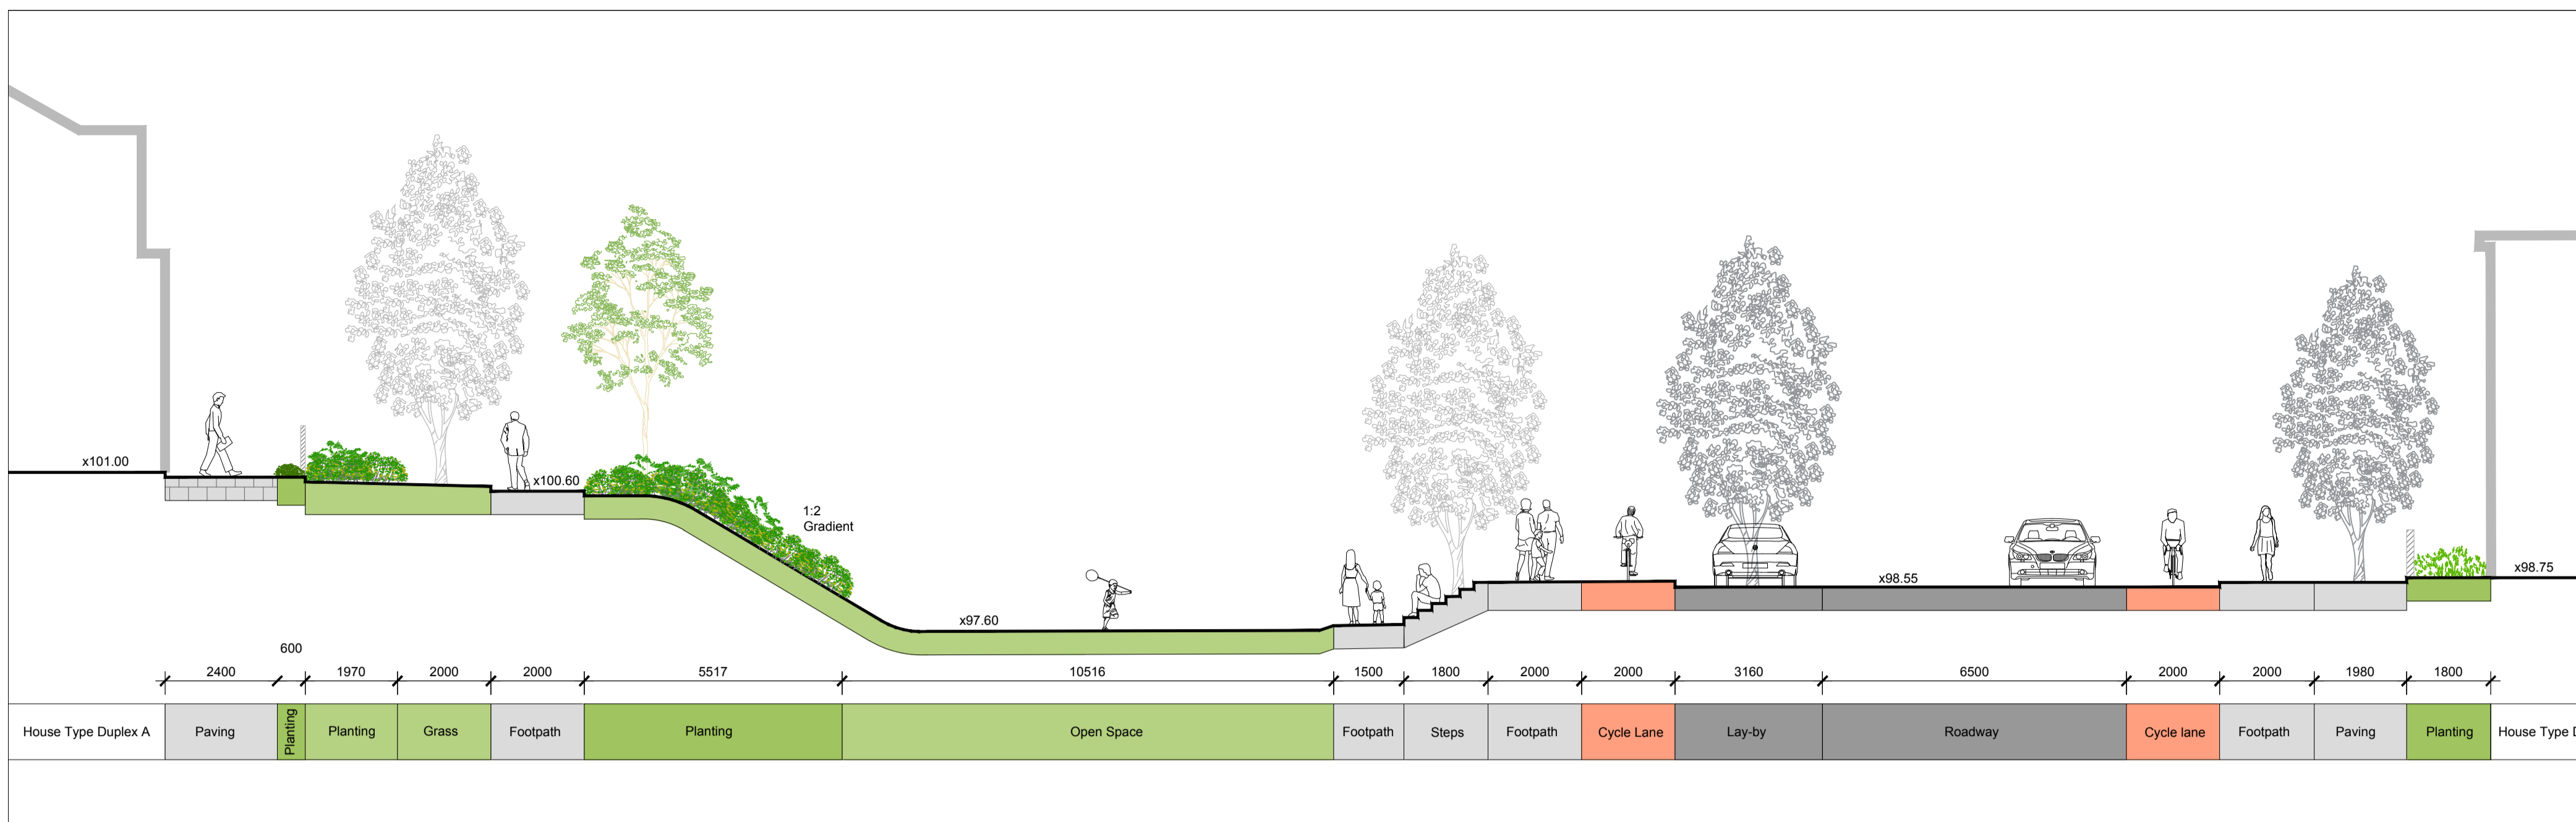 x101.00
x100.60
1:2
Gradient
x97.60
x98.55
x98.75
600
2400 1970 2000 2000 5517 10516 1500 1800 2000 2000 3160 6500 2000 2000 1980 1800
House Type Duplex A Paving Planting Planting Grass Footpath Planting Open Space Footpath Steps Footpath Cycle Lane Lay-by Roadway Cycle lane Footpath Paving Planting House Type